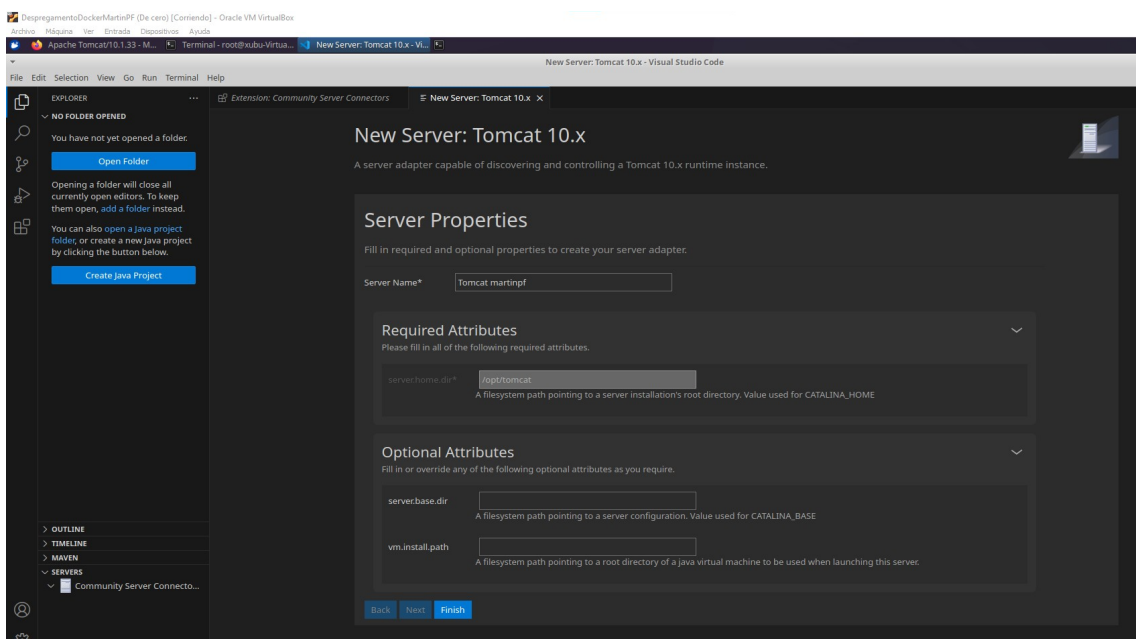 DespregamentoDockerMartinPF (De cero) [Corriendo] - Oracle VM VirtualBox
Archivo Máquina Ver Entrada Dispositivos Ayuda
Apache Tomcat/10.1.33 - M... Terminal - root@xubu-Virtua... New Server: Tomcat 10.x - Vi...
New Server: Tomcat 10.x - Visual Studio Code
File Edit Selection View Go Run Terminal Help
EXPLORER ... Extension: Community Server Connectors New Server: Tomcat 10.x
NO FOLDER OPENED
You have not yet opened a folder.
Open Folder
Opening a folder will close all
currently open editors. To keep
them open, add a folder instead.
You can also open a Java project
folder, or create a new Java project
by clicking the button below.
Create Java Project
OUTLINE
TIMELINE
MAVEN
SERVERS
Community Server Connecto...
New Server: Tomcat 10.x
A server adapter capable of discovering and controlling a Tomcat 10.x runtime instance.
Server Properties
Fill in required and optional properties to create your server adapter.
Server Name* Tomcat martinpf
Required Attributes
Please fill in all of the following required attributes.
server.home.dir* /opt/tomcat
A filesystem path pointing to a server installation's root directory. Value used for CATALINA_HOME
Optional Attributes
Fill in or override any of the following optional attributes as you require.
server.base.dir
A filesystem path pointing to a server configuration. Value used for CATALINA_BASE
vm.install.path
A filesystem path pointing to a root directory of a java virtual machine to be used when launching this server.
Back Next Finish